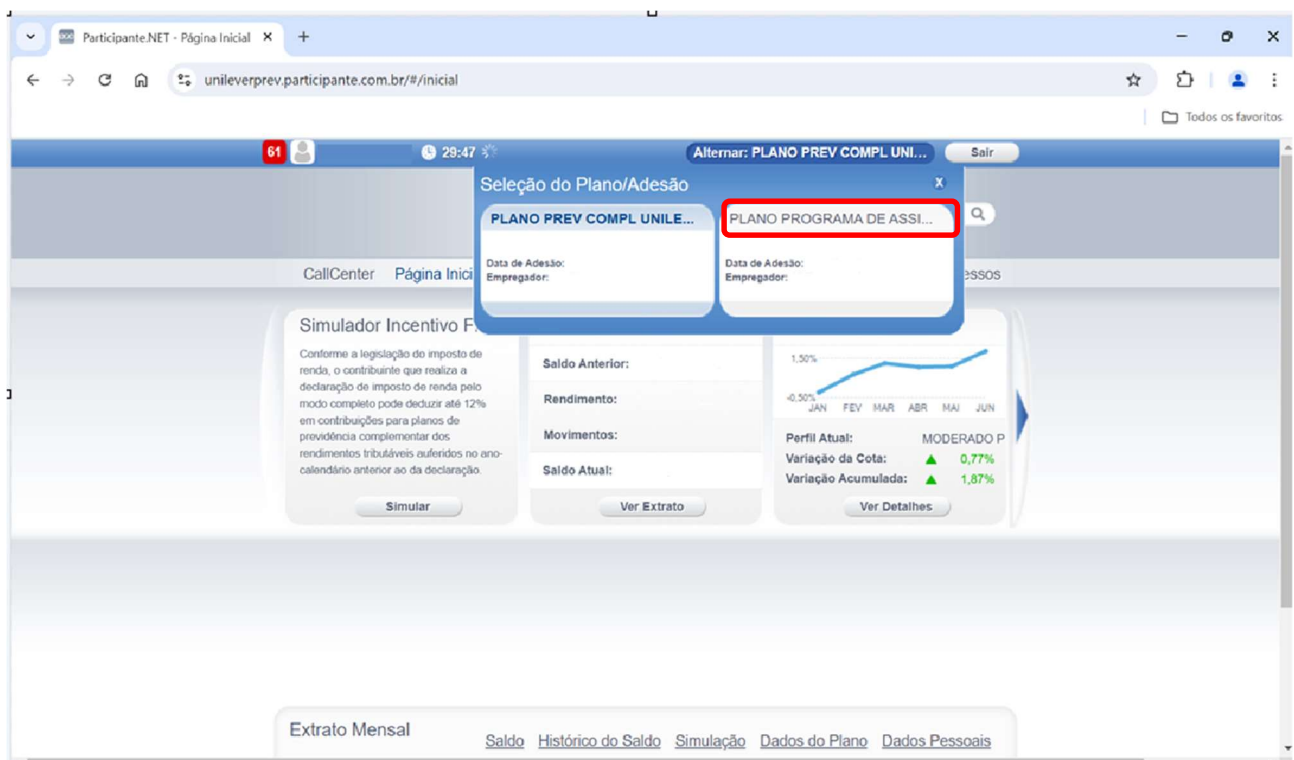 Participante.NET - Página Inicial
unileverprev.participante.com.br/#/inicial
Todos os favoritos
61
29:47
Alternar: PLANO PREV COMPL UNI...
Sair
Seleção do Plano/Adesão
X
PLANO PREV COMPL UNILE...
Data de Adesão:
Empregador:
PLANO PROGRAMA DE ASSI...
Data de Adesão:
Empregador:
CallCenter
Página Inici
essos
Simulador Incentivo F
Conforme a legislação do imposto de
renda, o contribuinte que realiza a
declaração de imposto de renda pelo
modo completo pode deduzir até 12%
em contribuições para planos de
previdência complementar dos
rendimentos tributáveis auferidos no ano-
calendário anterior ao da declaração.
Simular
Saldo Anterior:
Rendimento:
Movimentos:
Saldo Atual:
Ver Extrato
1,50%
-0,50%
JAN FEV MAR ABR MAI JUN
Perfil Atual: MODERADO P
Variação da Cota: 0,77%
Variação Acumulada: 1,87%
Ver Detalhes
Extrato Mensal
Saldo Histórico do Saldo Simulação Dados do Plano Dados Pessoais